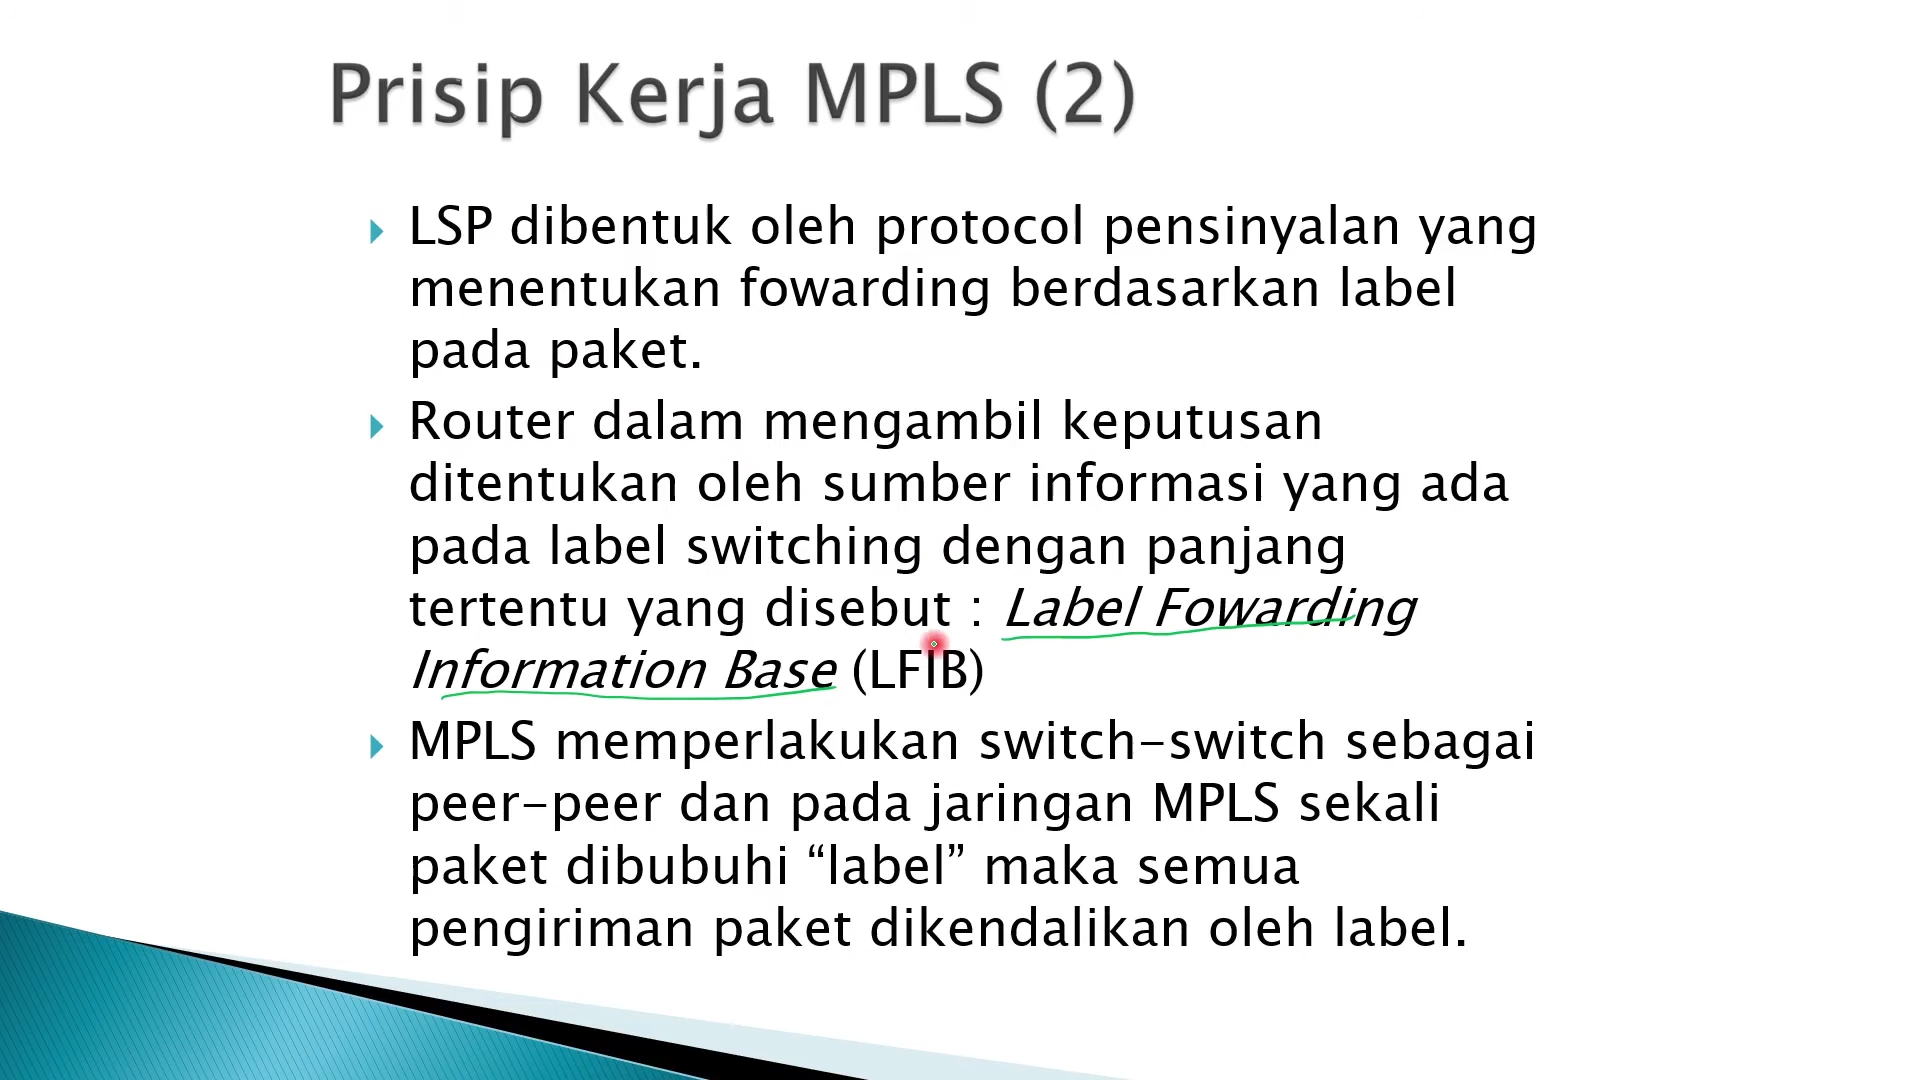 Prisip Kerja MPLS (2)
LSP dibentuk oleh protocol pensinyalan yang
menentukan fowarding berdasarkan label
pada paket.
Router dalam mengambil keputusan
ditentukan oleh sumber informasi yang ada
pada label switching dengan panjang
tertentu yang disebut : Label Fowarding
Information Base (LFIB)
MPLS memperlakukan switch-switch sebagai
peer-peer dan pada jaringan MPLS sekali
paket dibubuhi “label” maka semua
pengiriman paket dikendalikan oleh label.